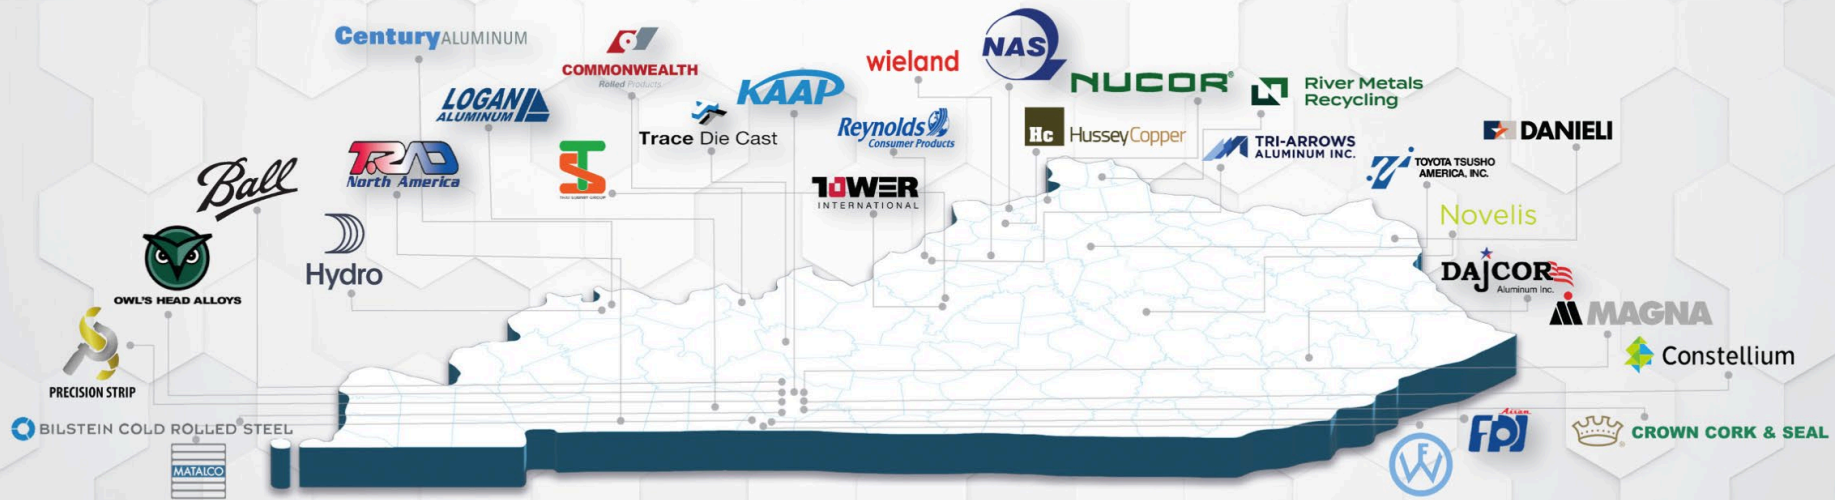 Century ALUMINUM
COMMONWEALTH
Rolled Products
wieland
NAS
NUCOR®
River Metals
Recycling
LOGAN
ALUMINUM
KAAP
Trace Die Cast
Reynolds
Consumer Products
Hc HusseyCopper
TRI-ARROWS
ALUMINUM INC.
DANIELI
TRAD
North America
TS
TOWER
INTERNATIONAL
TOYOTA TSUSHO
AMERICA, INC.
Ball
Novelis
Hydro
OWL'S HEAD ALLOYS
DAJCOR
Aluminum Inc.
MAGNA
Constellium
PRECISION STRIP
BILSTEIN COLD ROLLED STEEL
MATALCO
FW
Asian
FPI
CROWN CORK & SEAL